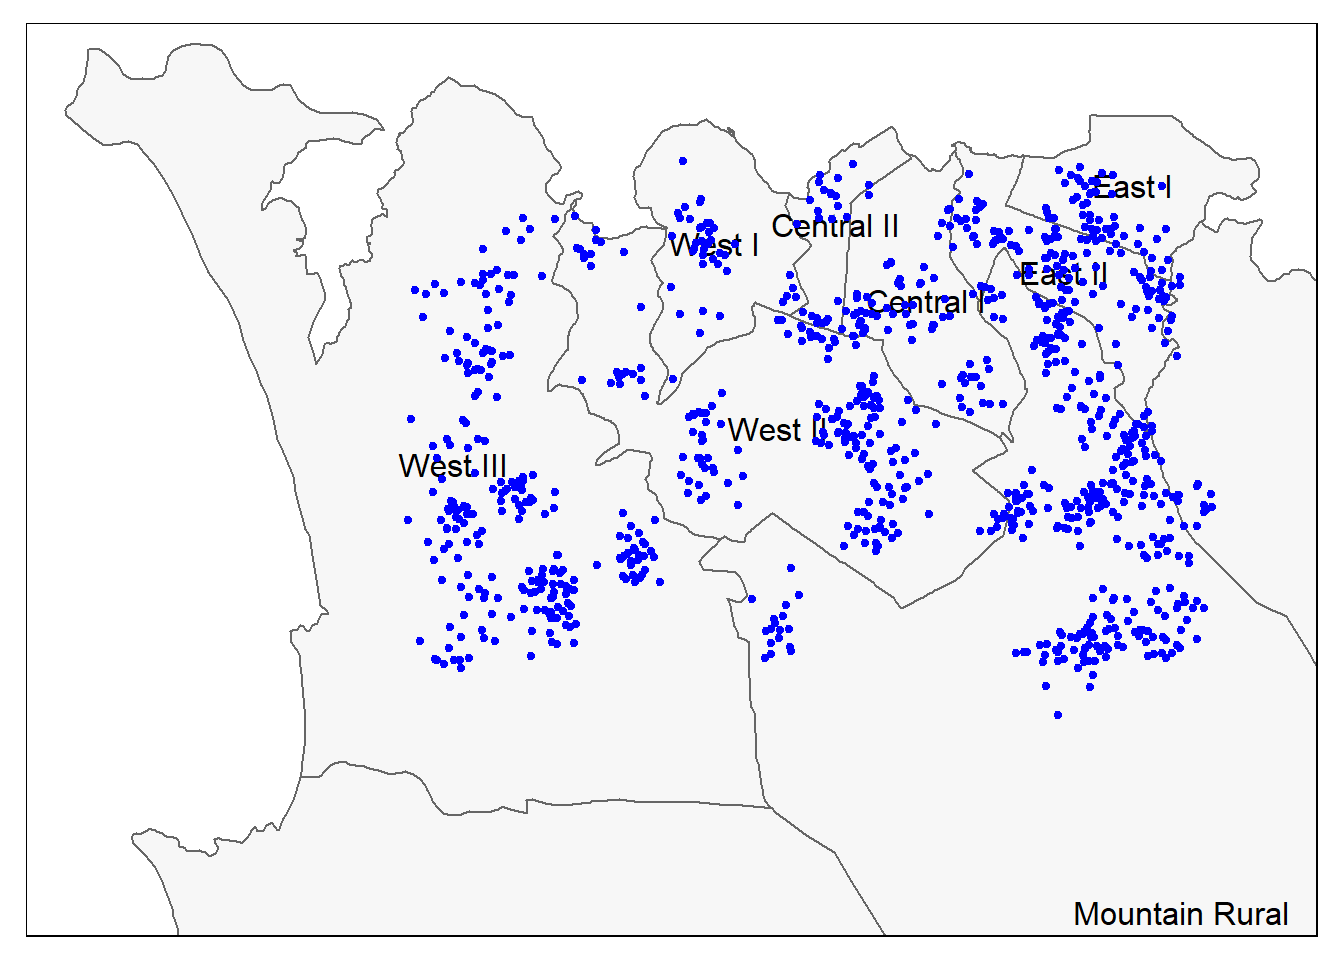 East I
Central II
West I
East II
Central I
West II
West III
Mountain Rural